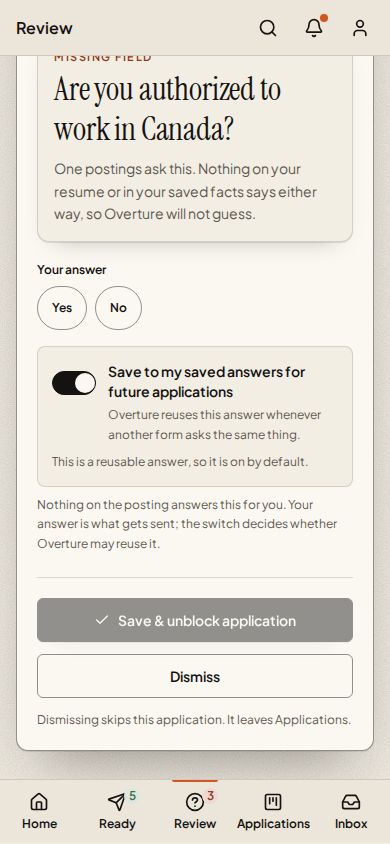 Review
MISSING FIELD
Are you authorized to
work in Canada?
One postings ask this. Nothing on your
resume or in your saved facts says either
way, so Overture will not guess.
Your answer
Yes
No
Save to my saved answers for
future applications
Overture reuses this answer whenever
another form asks the same thing.
This is a reusable answer, so it is on by default.
Nothing on the posting answers this for you. Your
answer is what gets sent; the switch decides whether
Overture may reuse it.
Save & unblock application
Dismiss
Dismissing skips this application. It leaves Applications.
5
3
Home
Ready
Review
Applications
Inbox